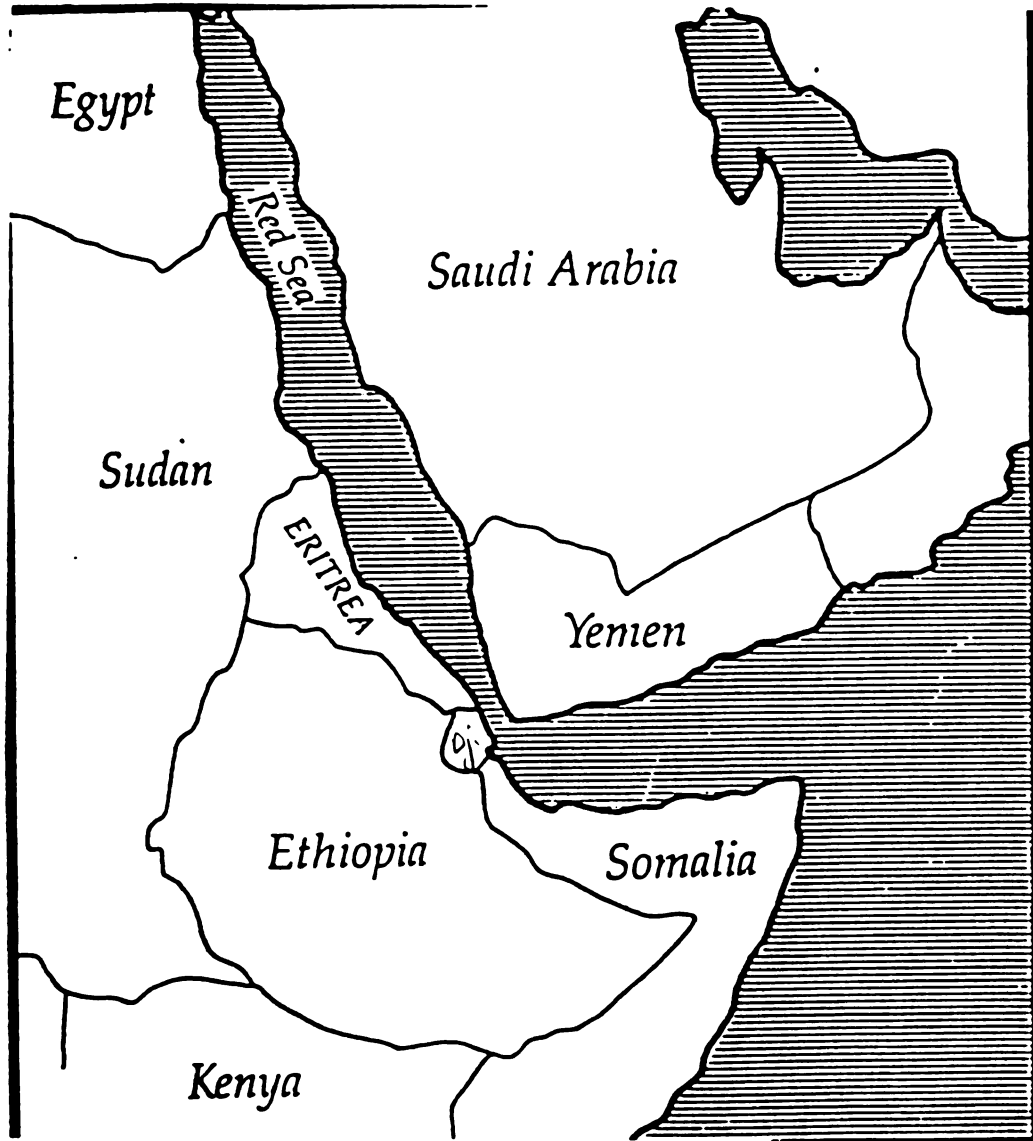 Egypt
Red Sea
Saudi Arabia
Sudan
ERITREA
Yemen
Ethiopia
Somalia
Kenya